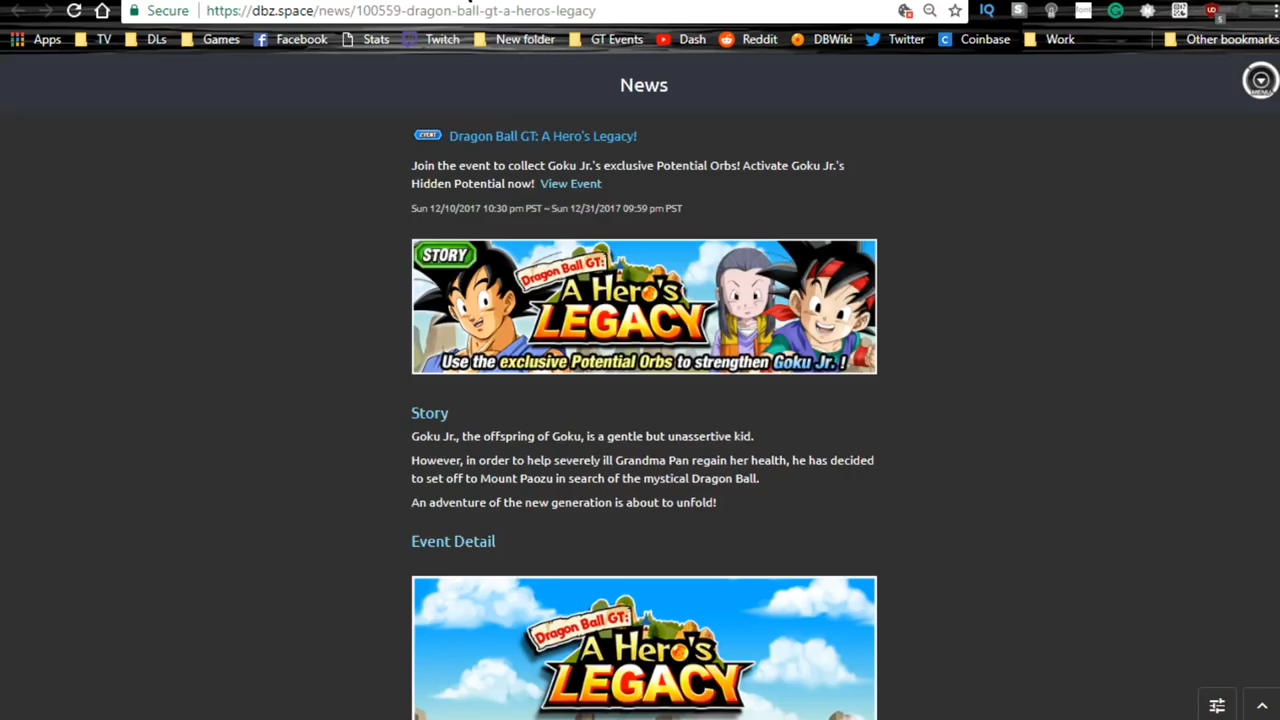 Secure https://dbz.space/news/100559-dragon-ball-gt-a-heros-legacy
Apps TV DLs Games Facebook Stats Twitch New folder GT Events Dash Reddit DBWiki Twitter Coinbase Work Other bookmarks
News
MENU
EVENT Dragon Ball GT: A Hero's Legacy!
Join the event to collect Goku Jr.'s exclusive Potential Orbs! Activate Goku Jr.'s
Hidden Potential now! View Event
Sun 12/10/2017 10:30 pm PST ~ Sun 12/31/2017 09:59 pm PST
STORY
Dragon Ball GT:
A Hero's
LEGACY
Use the exclusive Potential Orbs to strengthen Goku Jr. !
Story
Goku Jr., the offspring of Goku, is a gentle but unassertive kid.
However, in order to help severely ill Grandma Pan regain her health, he has decided
to set off to Mount Paozu in search of the mystical Dragon Ball.
An adventure of the new generation is about to unfold!
Event Detail
Dragon Ball GT:
A Hero's
LEGACY